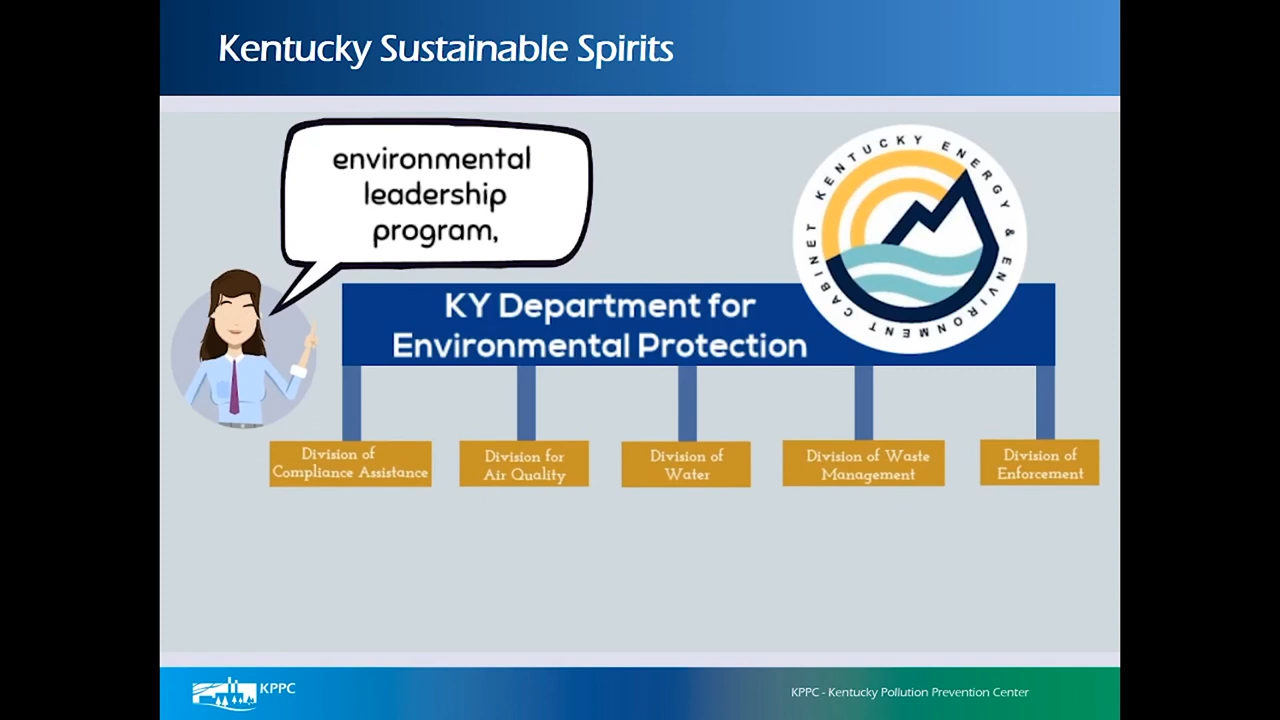 Kentucky Sustainable Spirits
environmental
leadership
program,
KENTUCKY ENERGY & ENVIRONMENT CABINET
KY Department for
Environmental Protection
Division of
Compliance Assistance
Division for
Air Quality
Division of
Water
Division of Waste
Management
Division of
Enforcement
KPPC
KPPC - Kentucky Pollution Prevention Center